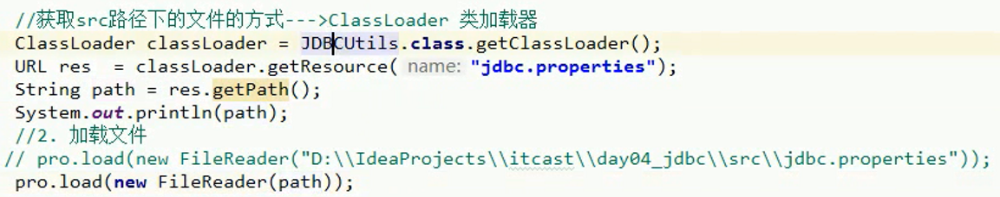 //获取src路径下的文件的方式--->ClassLoader 类加载器
ClassLoader classLoader = JDBCUtils.class.getClassLoader();
URL res  = classLoader.getResource( name: "jdbc.properties");
String path = res.getPath();
System.out.println(path);
//2. 加载文件
// pro.load(new FileReader("D:\\IdeaProjects\\itcast\\day04_jdbc\\src\\jdbc.properties"));
pro.load(new FileReader(path));